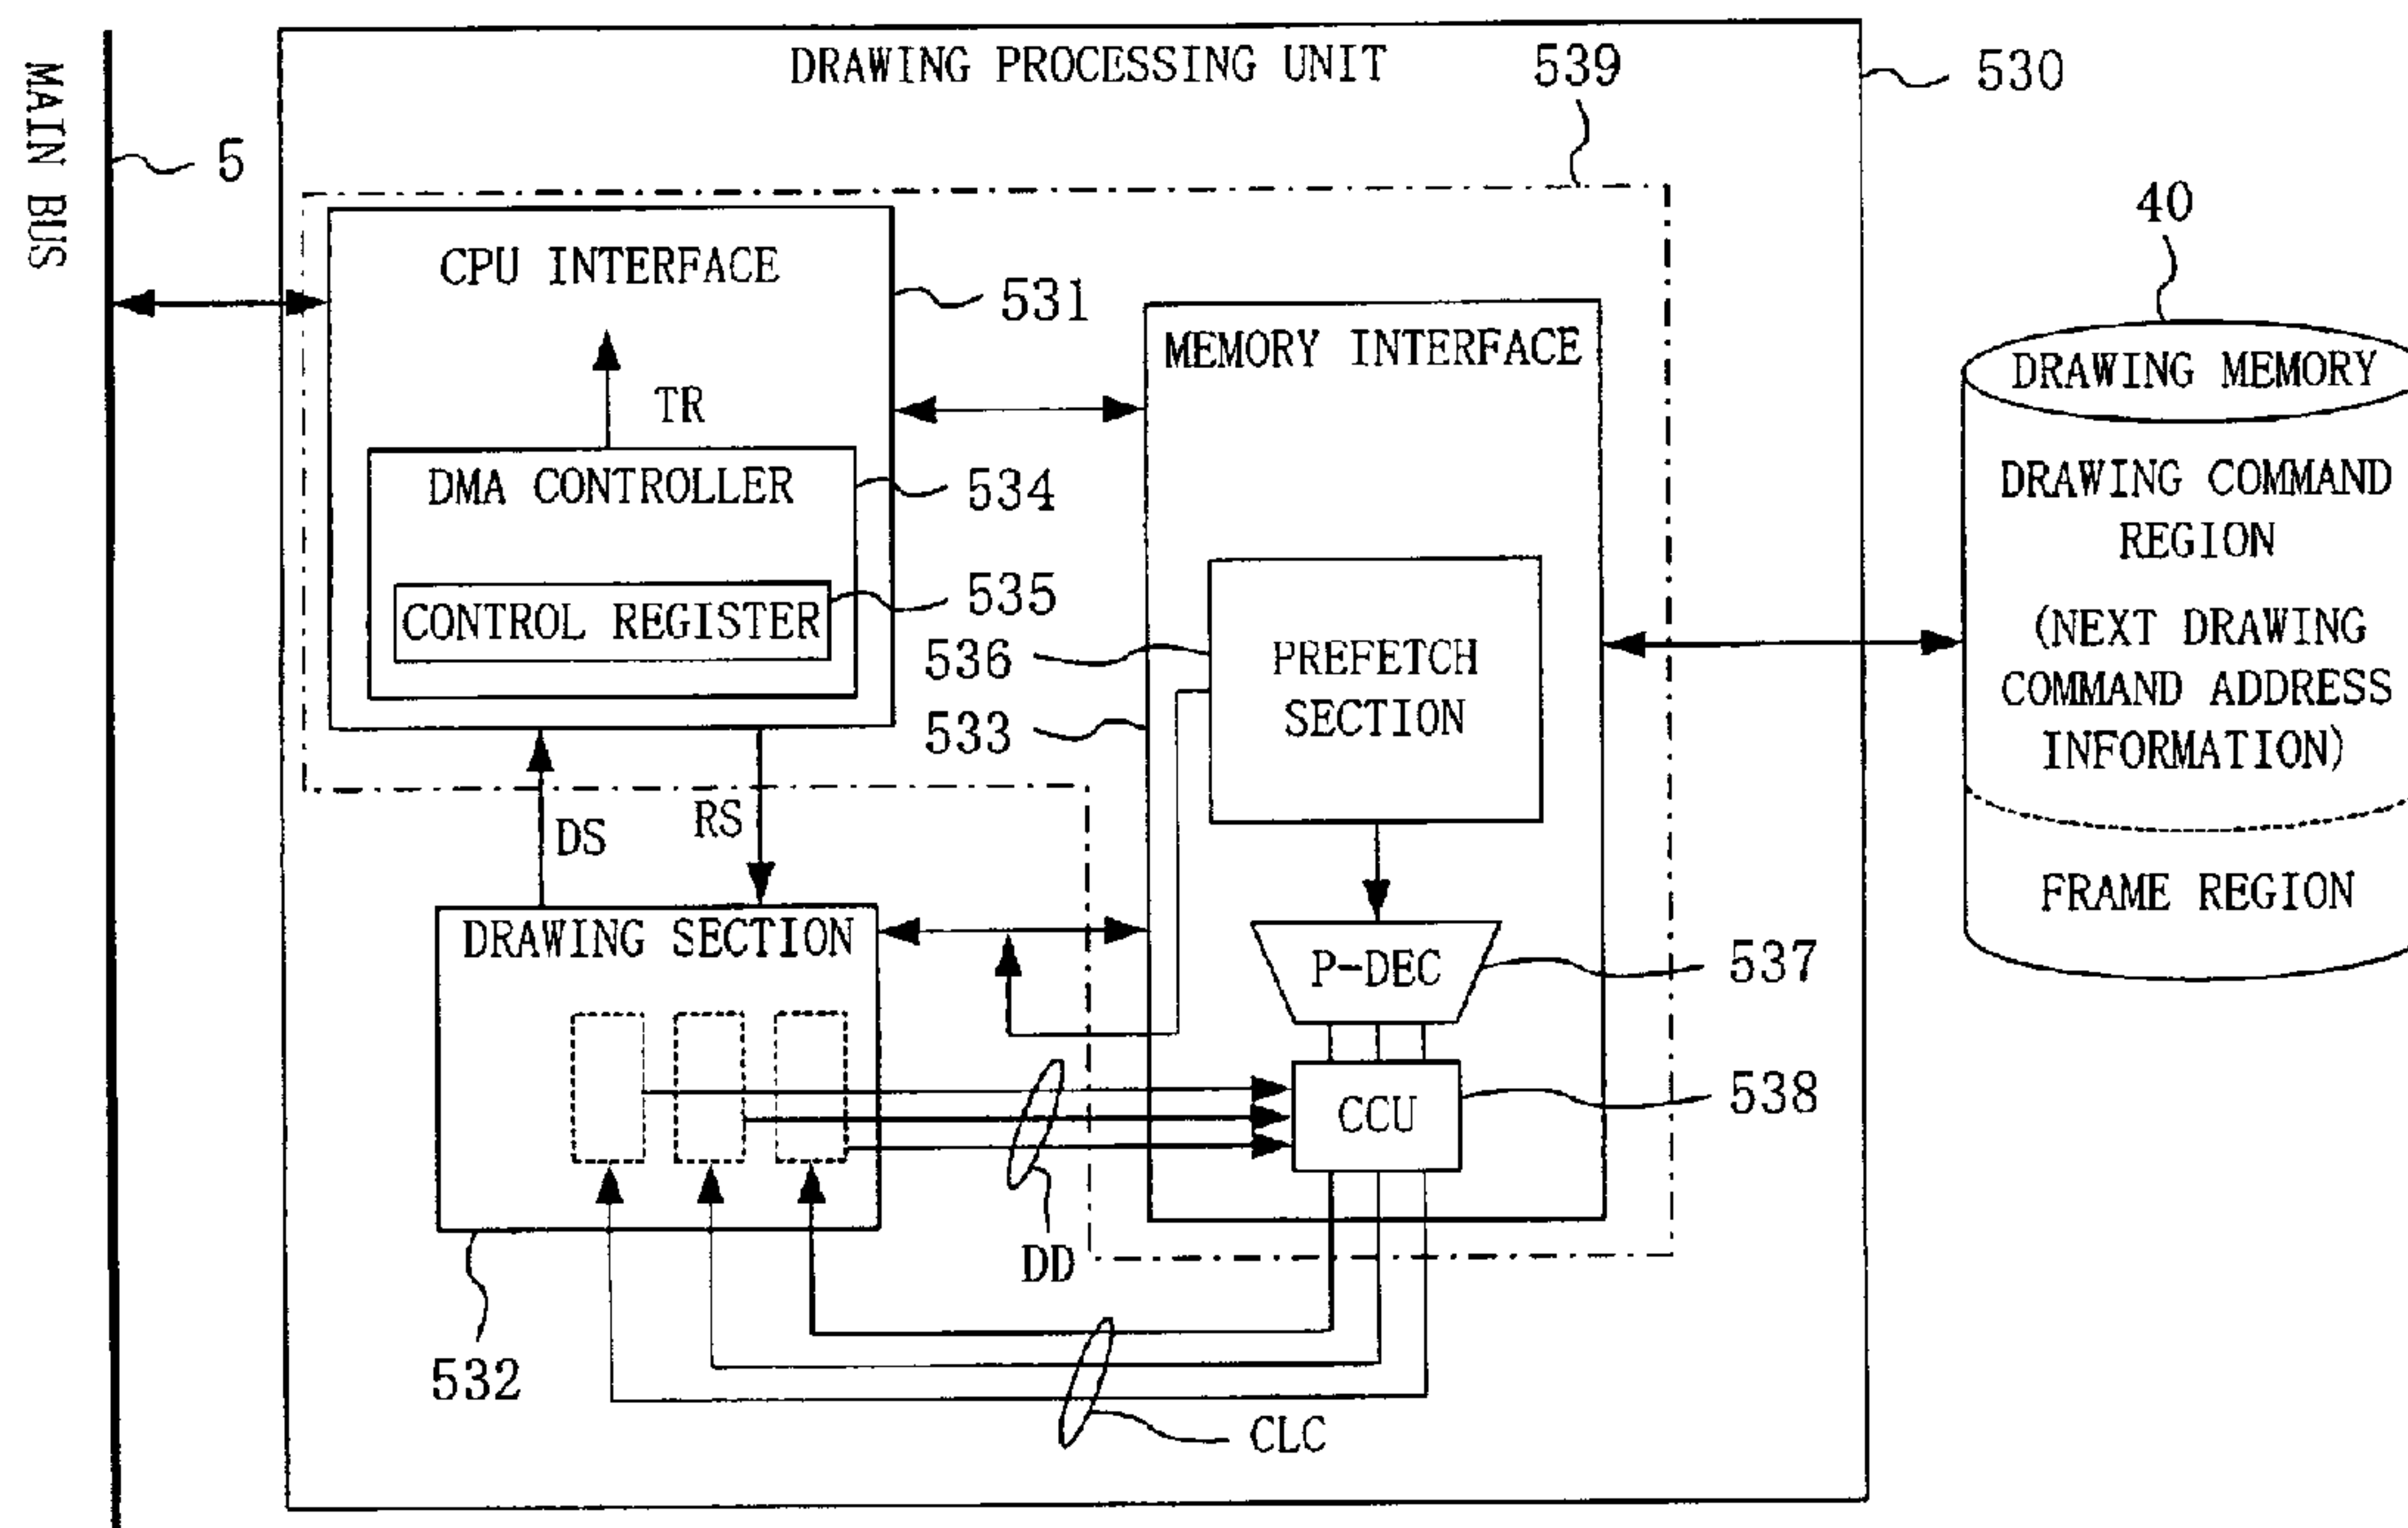 MAIN BUS
5
DRAWING PROCESSING UNIT
539
530
CPU INTERFACE
531
TR
DMA CONTROLLER
534
CONTROL REGISTER
535
MEMORY INTERFACE
536
PREFETCH
SECTION
533
40
DRAWING MEMORY
DRAWING COMMAND
REGION
(NEXT DRAWING
COMMAND ADDRESS
INFORMATION)
FRAME REGION
DS
RS
DRAWING SECTION
P-DEC
537
CCU
538
DD
532
CLC